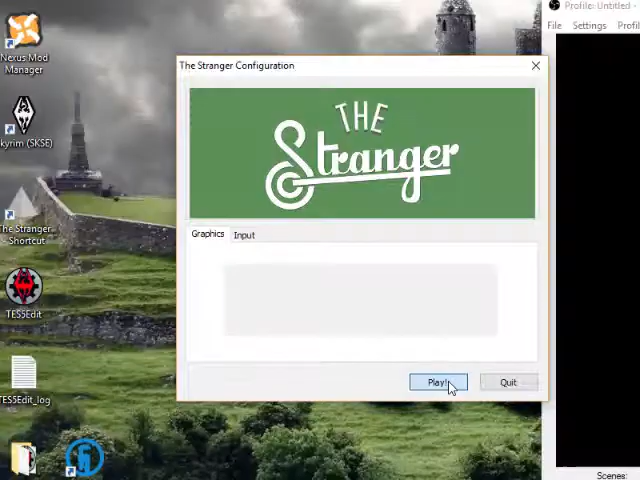 Nexus Mod
Manager
kyrim (SKSE)
The Stranger
Shortcut
TES5Edit
TES5Edit_log
The Stranger Configuration
THE
Stranger
Graphics
Input
Play!
Quit
Profile: Untitled -
File Settings Profil
Scenes: